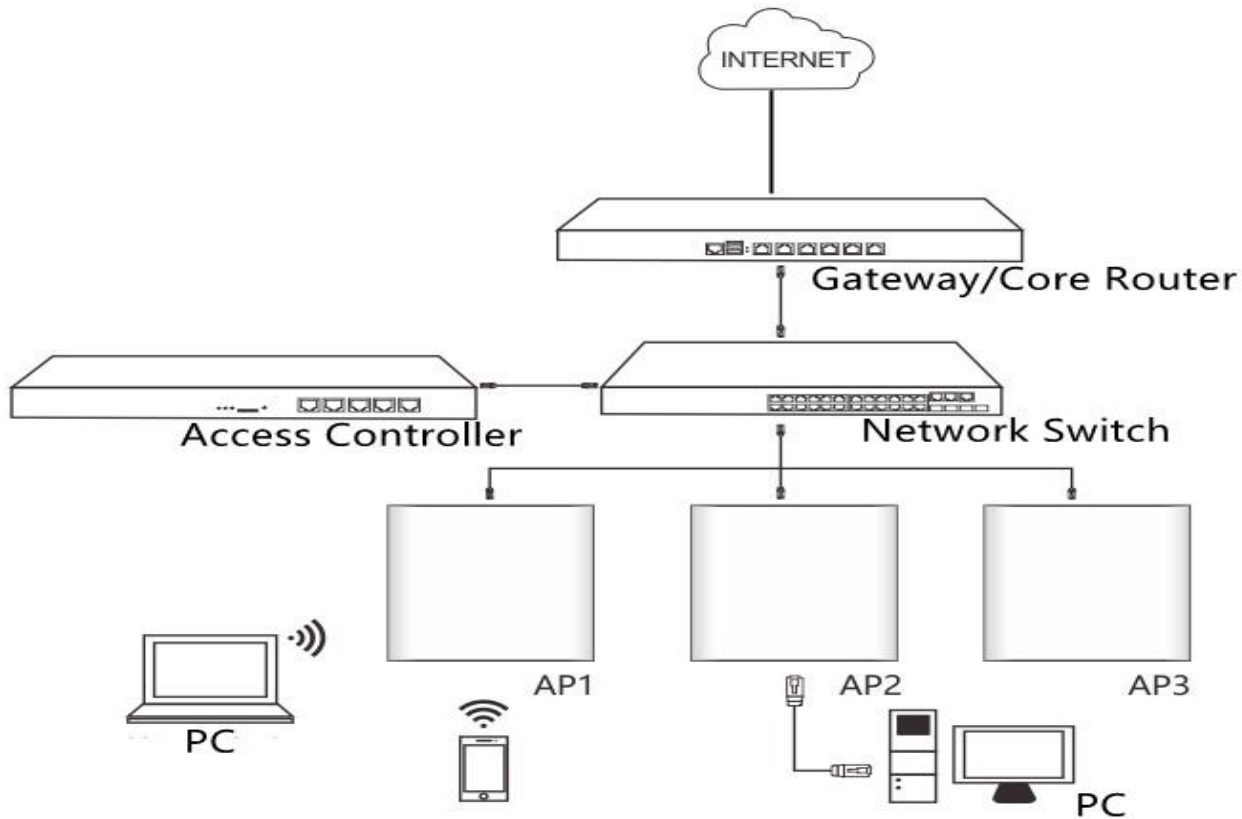 INTERNET
Gateway/Core Router
Access Controller
Network Switch
AP1
AP2
AP3
PC
PC